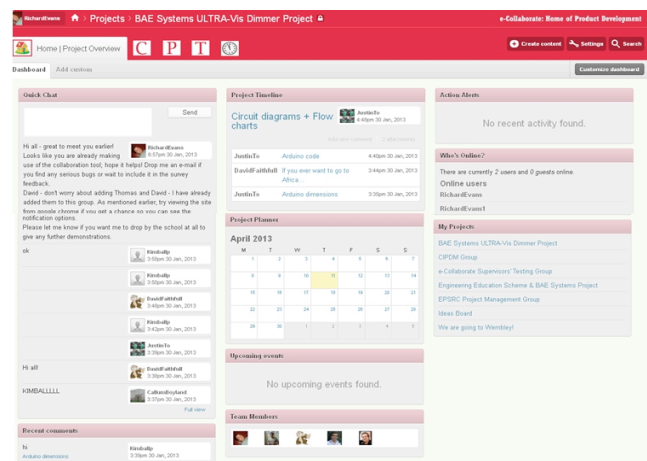 RichardEvans
Projects > BAE Systems ULTRA-Vis Dimmer Project
e-Collaborate: Home of Product Development
Home | Project Overview
C P T
Create content
Settings
Search
Dashboard
Add custom
Customize dashboard
Quick Chat
Send
Hi all - great to meet you earlier!
RichardEvans
6:57pm 30 Jan, 2013
Looks like you are already making
use of the collaboration tool, hope it helps! Drop me an e-mail if
you find any serious bugs or wait to include it in the survey
feedback.
David - don't worry about adding Thomas and David - I have already
added them to this group. As mentioned earlier, try viewing the site
from google chrome if you get a chance so you can see the
notification options.
Please let me know if you want me to drop by the school at all to
give any further demonstrations.
ok
Kimballp
3:50pm 30 Jan, 2013
Kimballp
3:50pm 30 Jan, 2013
DavidFaithfull
3:48pm 30 Jan, 2013
Kimballp
3:42pm 30 Jan, 2013
JustinTo
3:39pm 30 Jan, 2013
Hi all!
DavidFaithfull
3:38pm 30 Jan, 2013
KIMBALLLLL
CallumBoyland
3:37pm 30 Jan, 2013
Full view
Recent comments
hi
Arduino dimensions
Kimballp
3:39pm 30 Jan, 2013
Project Timeline
Circuit diagrams + Flow charts
JustinTo
4:48pm 30 Jan, 2013
JustinTo
Arduino code
4:40pm 30 Jan, 2013
DavidFaithfull
If you ever want to go to
Africa...
3:44pm 30 Jan, 2013
JustinTo
Arduino dimensions
3:35pm 30 Jan, 2013
Project Planner
April 2013
M T W T F S S
1 2 3 4 5 6 7
8 9 10 11 12 13 14
15 16 17 18 19 20 21
22 23 24 25 26 27 28
29 30 1 2 3 4 5
Upcoming events
No upcoming events found.
Team Members
Action Alerts
No recent activity found.
Who's Online?
There are currently 2 users and 0 guests online.
Online users
RichardEvans
RichardEvans1
My Projects
BAE Systems ULTRA-Vis Dimmer Project
CIPDM Group
e-Collaborate Supervisors' Testing Group
Engineering Education Scheme & BAE Systems Project
EPSRC Project Management Group
Ideas Board
We are going to Wembley!